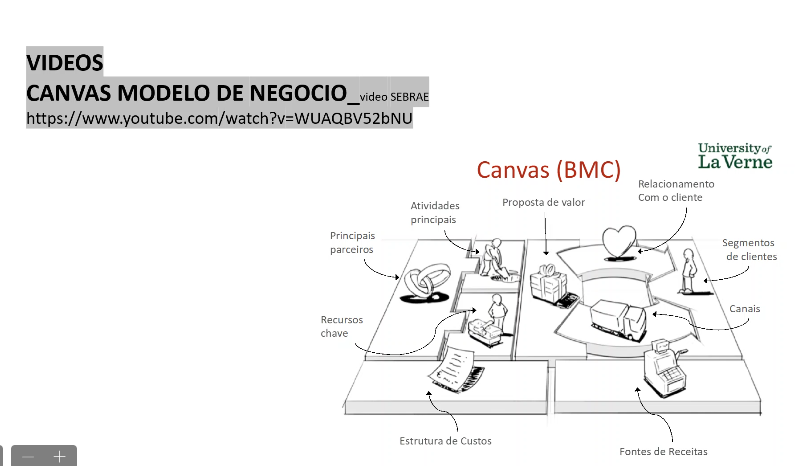 VIDEOS
CANVAS MODELO DE NEGOCIO_video SEBRAE
https://www.youtube.com/watch?v=WUAQBV52bNU
University of
La Verne
Canvas (BMC)
Relacionamento
Com o cliente
Proposta de valor
Atividades
principais
Principais
parceiros
Segmentos
de clientes
Canais
Recursos
chave
Estrutura de Custos
Fontes de Receitas